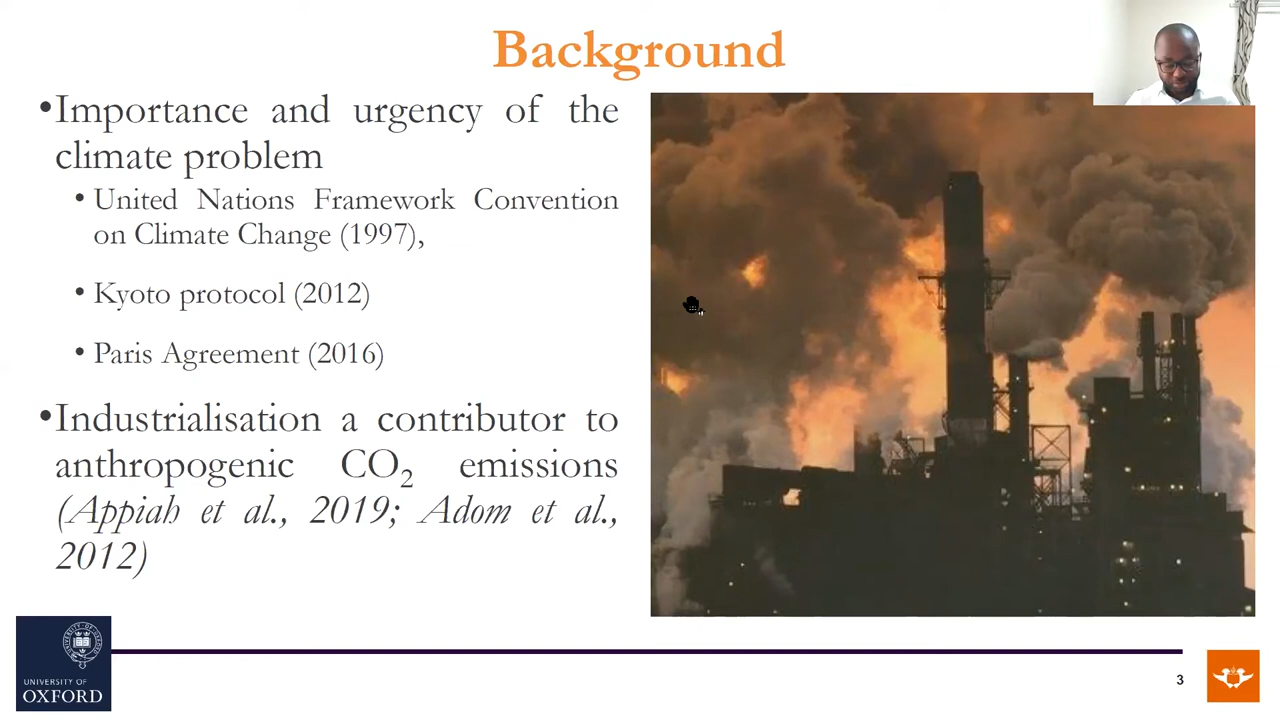 Background
•Importance and urgency of the
climate problem
• United Nations Framework Convention
on Climate Change (1997),
• Kyoto protocol (2012)
• Paris Agreement (2016)
•Industrialisation a contributor to
anthropogenic CO₂ emissions
(Appiah et al., 2019; Adom et al.,
2012)
UNIVERSITY OF
OXFORD
3